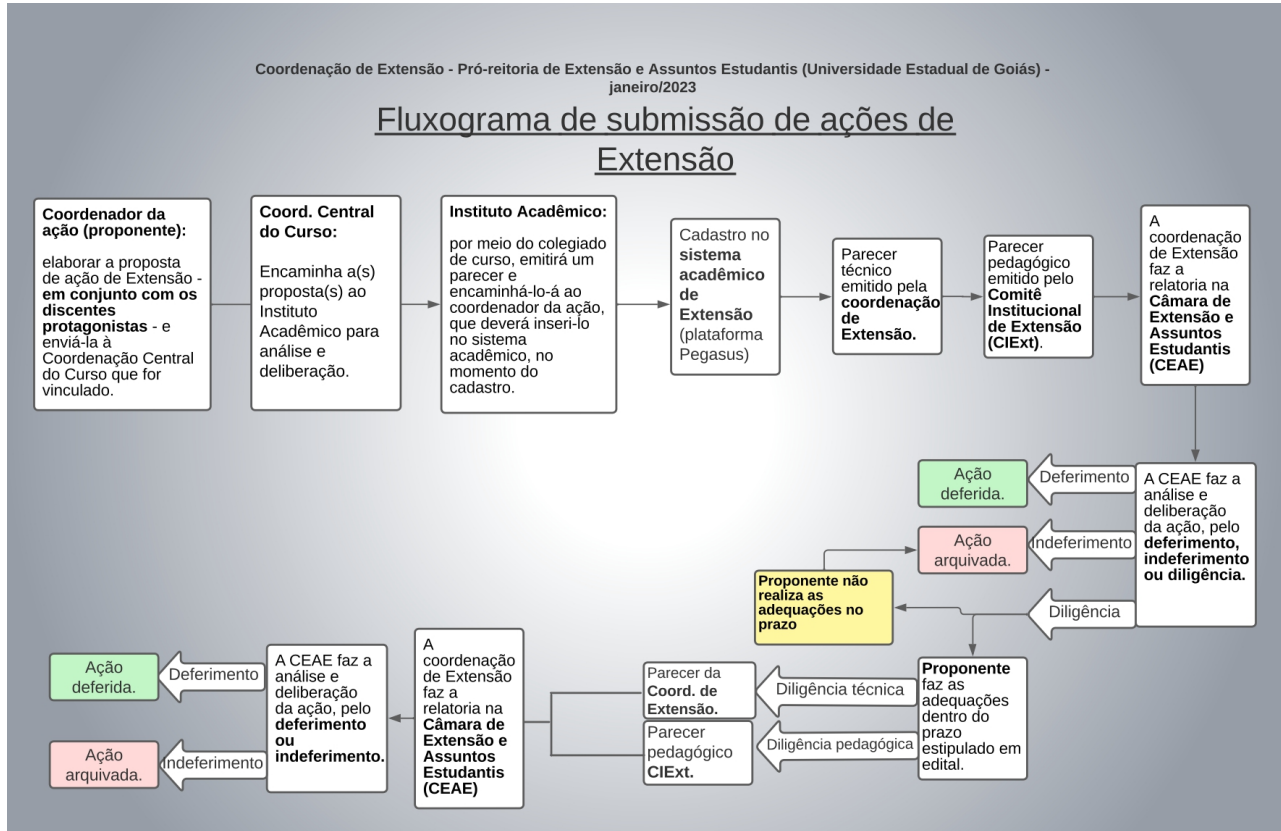 Coordenação de Extensão - Pró-reitoria de Extensão e Assuntos Estudantis (Universidade Estadual de Goiás) -
janeiro/2023
Fluxograma de submissão de ações de
Extensão
Coordenador da
ação (proponente):
elaborar a proposta
de ação de Extensão -
em conjunto com os
discentes
protagonistas - e
enviá-la à
Coordenação Central
do Curso que for
vinculado.
Coord. Central
do Curso:
Encaminha a(s)
proposta(s) ao
Instituto
Acadêmico para
análise e
deliberação.
Instituto Acadêmico:
por meio do colegiado
de curso, emitirá um
parecer e
encaminhá-lo-á ao
coordenador da ação,
que deverá inseri-lo
no sistema
acadêmico, no
momento do
cadastro.
Cadastro no
sistema
acadêmico
de
Extensão
(plataforma
Pegasus)
Parecer
técnico
emitido pela
coordenação
de
Extensão.
Parecer
pedagógico
emitido pelo
Comitê
Institucional
de Extensão
(CIExt).
A
coordenação
de Extensão
faz a
relatoria na
Câmara de
Extensão e
Assuntos
Estudantis
(CEAE)
A CEAE faz a
análise e
deliberação
da ação, pelo
deferimento,
indeferimento
ou diligência.
Deferimento
Ação
deferida.
Indeferimento
Ação
arquivada.
Diligência
Proponente não
realiza as
adequações no
prazo
Proponente
faz as
adequações
dentro do
prazo
estipulado em
edital.
Diligência técnica
Parecer da
Coord. de
Extensão.
Diligência pedagógica
Parecer
pedagógico
CIExt.
A
coordenação
de Extensão
faz a
relatoria na
Câmara de
Extensão e
Assuntos
Estudantis
(CEAE)
A CEAE faz a
análise e
deliberação
da ação, pelo
deferimento
ou
indeferimento.
Deferimento
Ação
deferida.
Indeferimento
Ação
arquivada.